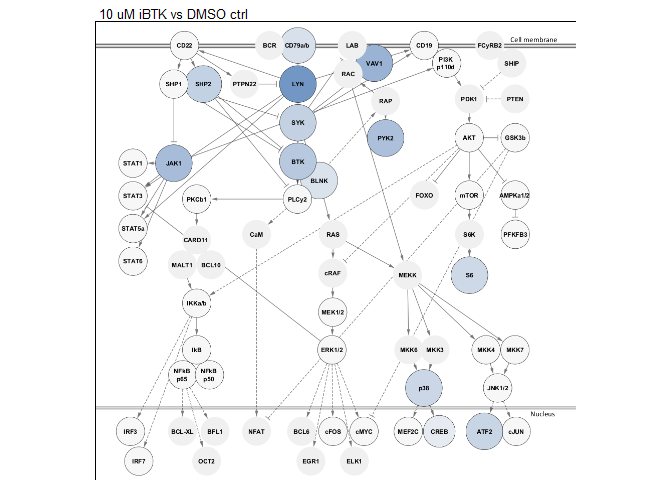 10 uM iBTK vs DMSO ctrl
Cell membrane
CD22
BCR
CD79a/b
LAB
CD19
FCyRB2
VAV1
PI3K
p110d
SHIP
RAC
SHP1
SHP2
PTPN22
LYN
RAP
PDK1
PTEN
SYK
PYK2
AKT
GSK3b
STAT1
JAK1
BTK
BLNK
STAT3
PKCb1
PLCy2
FOXO
mTOR
AMPKa1/2
STAT5a
CARD11
CaM
RAS
S6K
PFKFB3
STAT6
MALT1
BCL10
cRAF
MEKK
S6
IKKa/b
MEK1/2
IkB
ERK1/2
MKK6
MKK3
MKK4
MKK7
NFkB
p65
NFkB
p50
p38
JNK1/2
Nucleus
IRF3
BCL-XL
BFL1
NFAT
BCL6
cFOS
cMYC
MEF2C
CREB
ATF2
cJUN
IRF7
OCT2
EGR1
ELK1